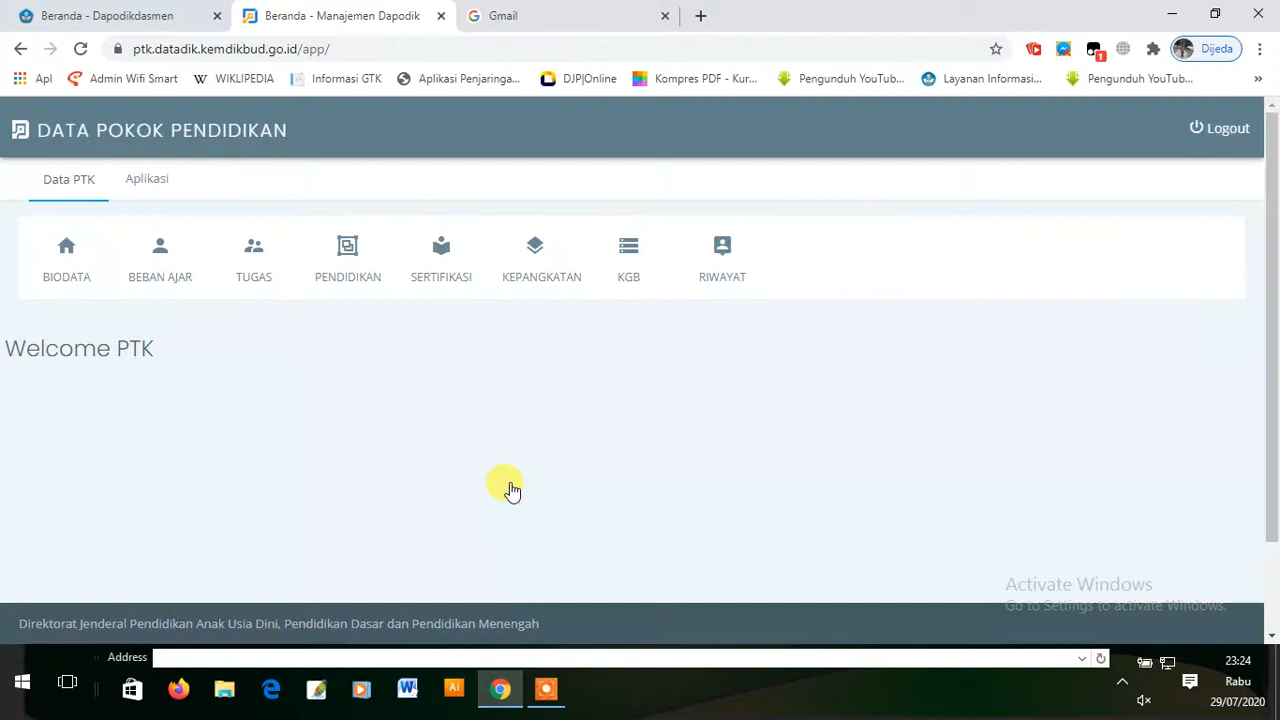 Beranda - Dapodikdasmen
Beranda - Manajemen Dapodik
Gmail
ptk.datadik.kemdikbud.go.id/app/
Dijeda
1
Apl
Admin Wifi Smart
WIKLIPEDIA
Informasi GTK
Aplikasi Penjaringa...
DJP|Online
Kompres PDF - Kur...
Pengunduh YouTub...
Layanan Informasi...
Pengunduh YouTub...
DATA POKOK PENDIDIKAN
Logout
Data PTK
Aplikasi
BIODATA
BEBAN AJAR
TUGAS
PENDIDIKAN
SERTIFIKASI
KEPANGKATAN
KGB
RIWAYAT
Welcome PTK
Activate Windows
Go to Settings to activate Windows.
Direktorat Jenderal Pendidikan Anak Usia Dini, Pendidikan Dasar dan Pendidikan Menengah
Address
23:24
Rabu
29/07/2020